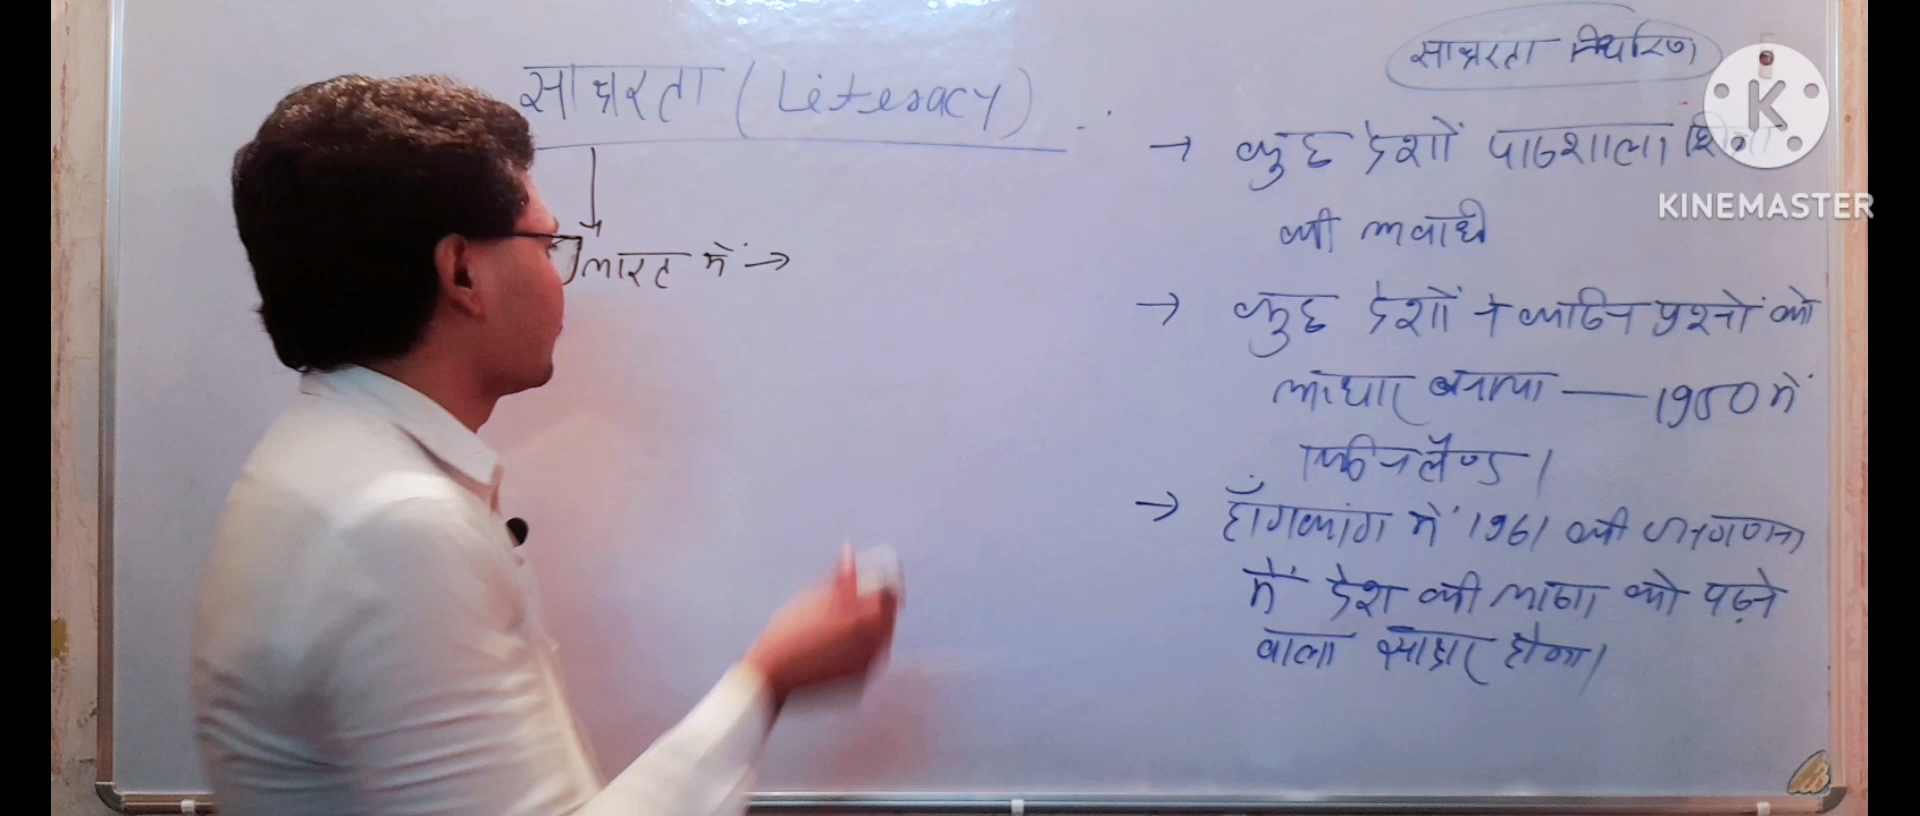 साक्षरता (Literacy)
भारत में →
साक्षरता निर्धारण
→ कुछ देशों पाठशाला
की अवधि
→ कुछ देशों ने कठिन प्रश्नों को
आधार बनाया — 1950 में
फिनलैण्ड।
→ हाँगकांग में 1961 की जनगणना
में देश की भाषा को पढ़ने
वाला साक्षर होगा।
KINEMASTER